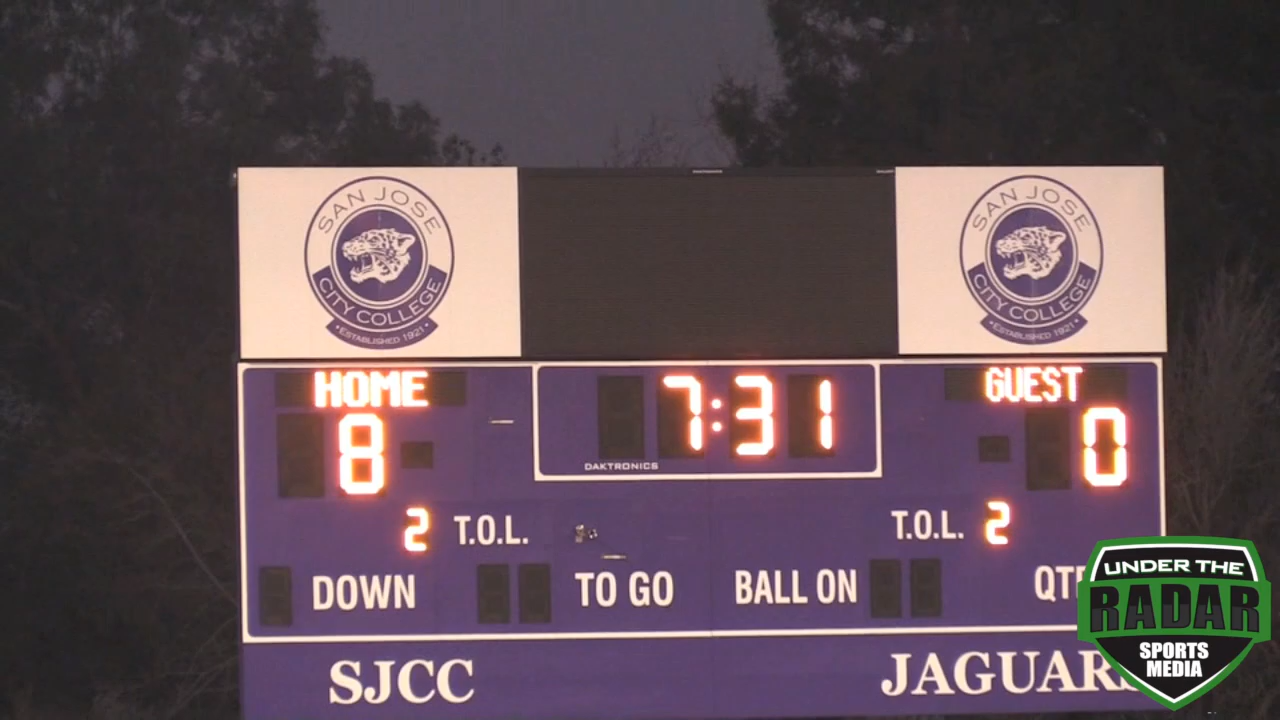 SAN JOSE
CITY COLLEGE
• ESTABLISHED 1921 •
SAN JOSE
CITY COLLEGE
• ESTABLISHED 1921 •
HOME
7:31
GUEST
8
0
DAKTRONICS
2 T.O.L.
T.O.L. 2
DOWN
TO GO
BALL ON
SJCC
JAGUARS
UNDER THE
RADAR
SPORTS
MEDIA